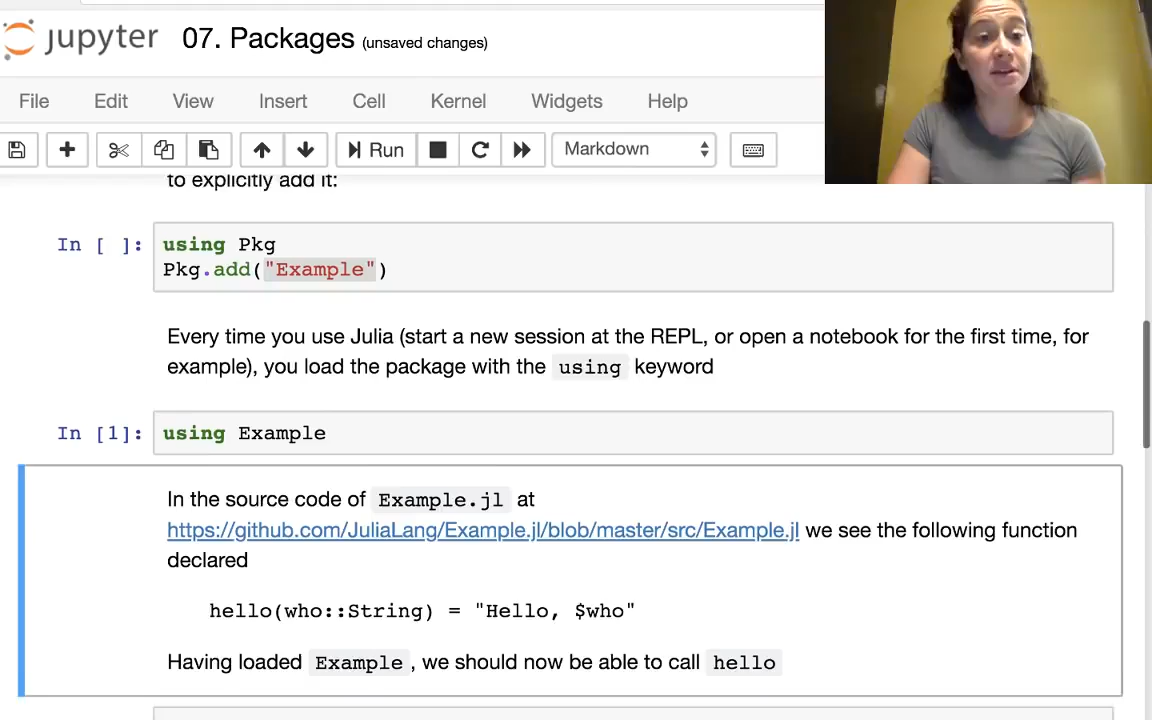 jupyter 07. Packages (unsaved changes)
File Edit View Insert Cell Kernel Widgets Help
Run Markdown
to explicitly add it:
In [ ]: using Pkg
Pkg.add("Example")
Every time you use Julia (start a new session at the REPL, or open a notebook for the first time, for
example), you load the package with the using keyword
In [1]: using Example
In the source code of Example.jl at
https://github.com/JuliaLang/Example.jl/blob/master/src/Example.jl we see the following function
declared
hello(who::String) = "Hello, $who"
Having loaded Example, we should now be able to call hello